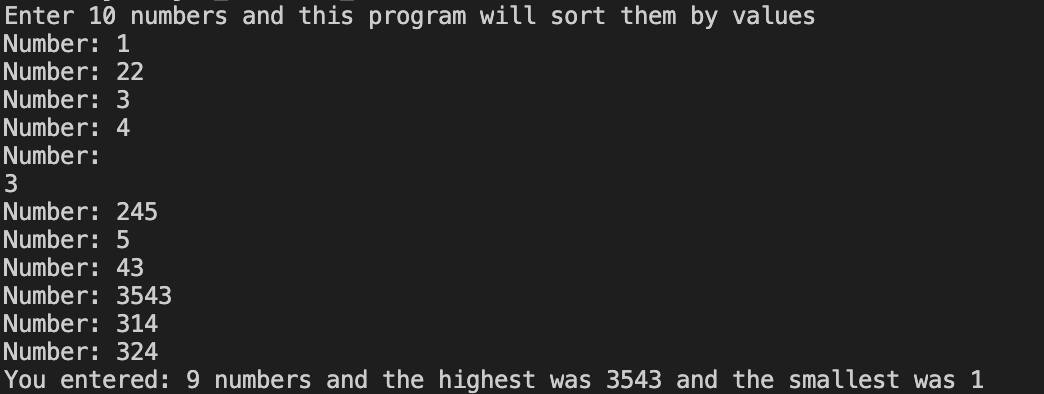 Enter 10 numbers and this program will sort them by values
Number: 1
Number: 22
Number: 3
Number: 4
Number:
3
Number: 245
Number: 5
Number: 43
Number: 3543
Number: 314
Number: 324
You entered: 9 numbers and the highest was 3543 and the smallest was 1